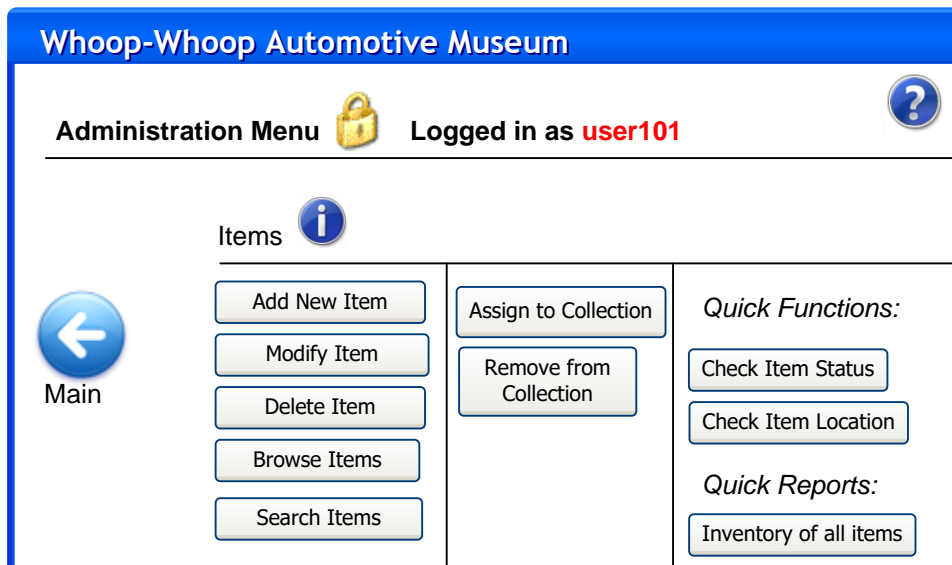 Whoop-Whoop Automotive Museum
Administration Menu Logged in as user101
?
Items i
Main
Add New Item
Modify Item
Delete Item
Browse Items
Search Items
Assign to Collection
Remove from
Collection
Quick Functions:
Check Item Status
Check Item Location
Quick Reports:
Inventory of all items